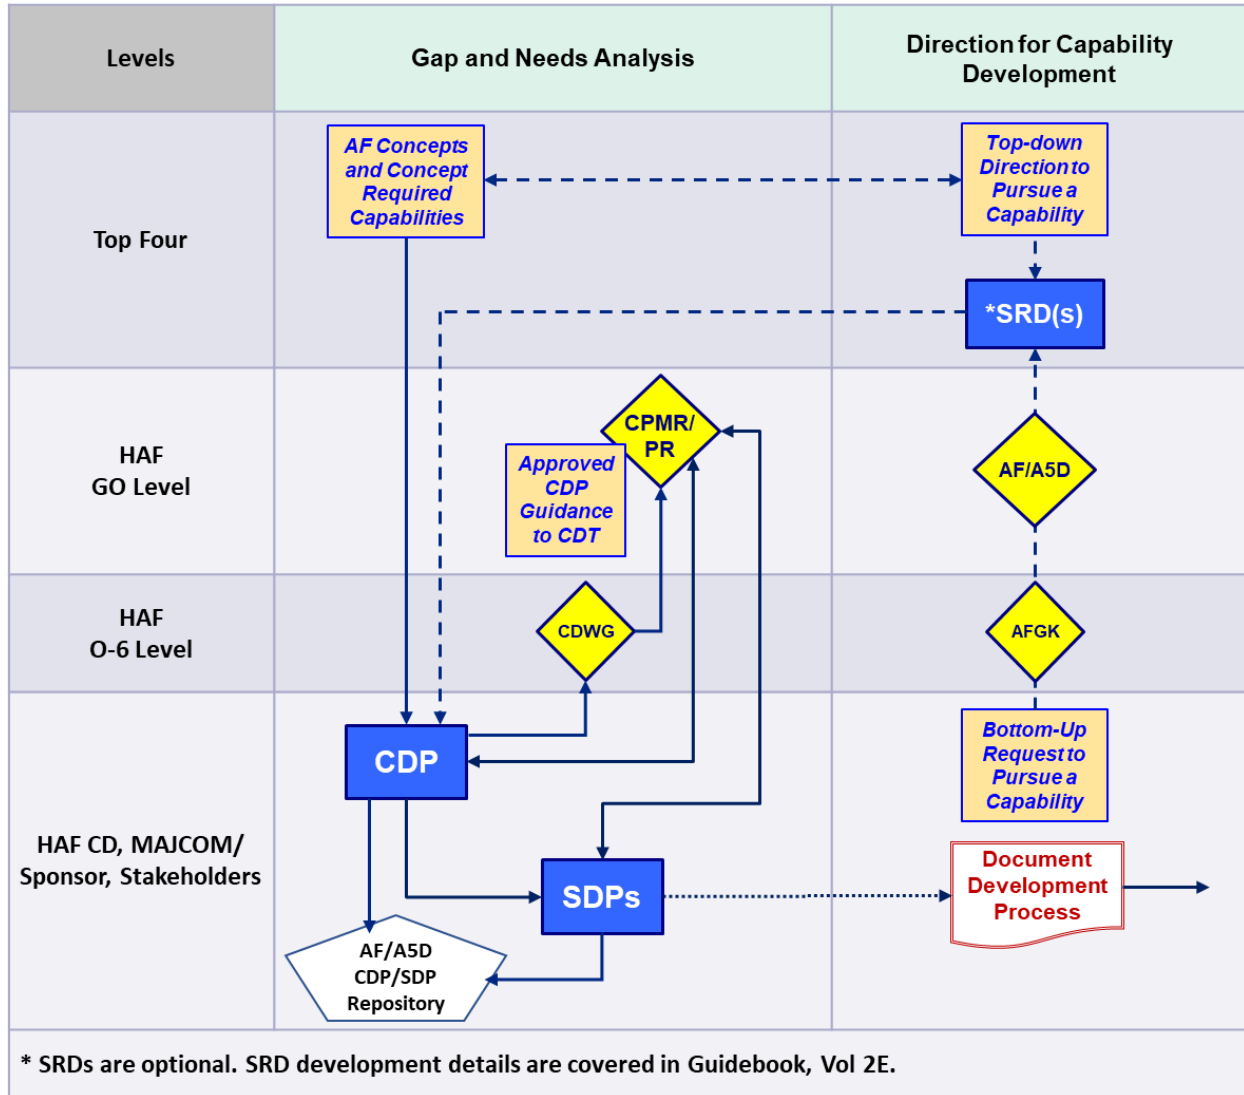 Levels
Gap and Needs Analysis
Direction for Capability
Development
Top Four
AF Concepts
and Concept
Required
Capabilities
Top-down
Direction to
Pursue a
Capability
*SRD(s)
HAF
GO Level
CPMR/
PR
Approved
CDP
Guidance
to CDT
AF/A5D
HAF
O-6 Level
CDWG
AFGK
HAF CD, MAJCOM/
Sponsor, Stakeholders
CDP
Bottom-Up
Request to
Pursue a
Capability
SDPs
Document
Development
Process
AF/A5D
CDP/SDP
Repository
* SRDs are optional. SRD development details are covered in Guidebook, Vol 2E.